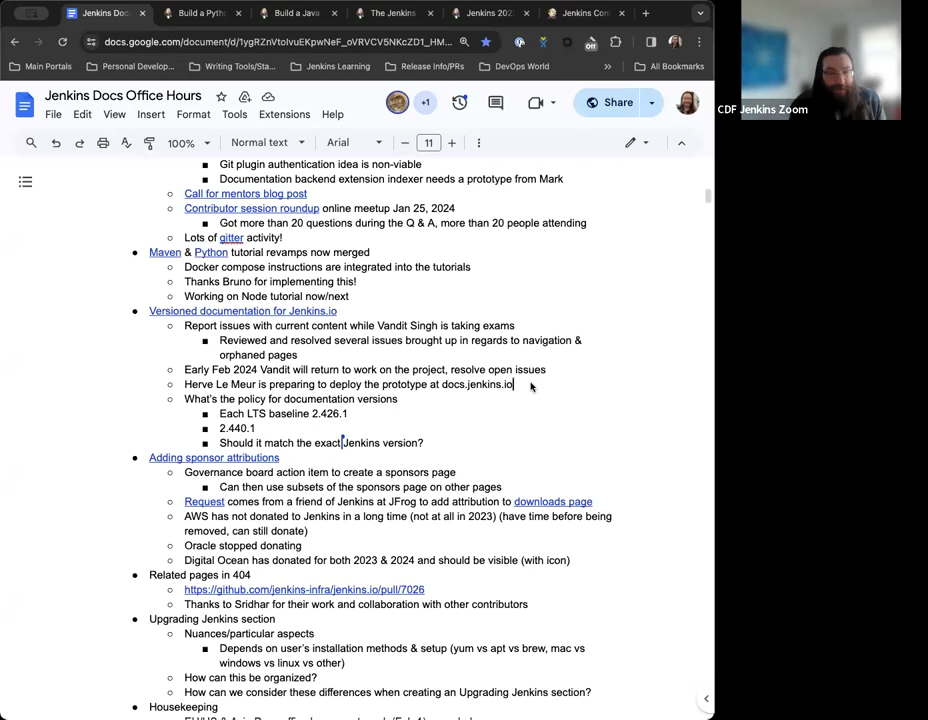 Jenkins Doc
Build a Pyth
Build a Java
The Jenkins
Jenkins 202
Jenkins Con
docs.google.com/document/d/1ygRZnVtoIvuEKpwNeF_oVRVCV5NKcZD1_HM...
Off
Main Portals
Personal Develop...
Writing Tools/Sta...
Jenkins Learning
Release Info/PRs
DevOps World
All Bookmarks
CDF Jenkins Zoom
Jenkins Docs Office Hours
+1
Share
File Edit View Insert Format Tools Extensions Help
100% Normal text Arial 11
Git plugin authentication idea is non-viable
Documentation backend extension indexer needs a prototype from Mark
Call for mentors blog post
Contributor session roundup online meetup Jan 25, 2024
Got more than 20 questions during the Q & A, more than 20 people attending
Lots of gitter activity!
Maven & Python tutorial revamps now merged
Docker compose instructions are integrated into the tutorials
Thanks Bruno for implementing this!
Working on Node tutorial now/next
Versioned documentation for Jenkins.io
Report issues with current content while Vandit Singh is taking exams
Reviewed and resolved several issues brought up in regards to navigation &
orphaned pages
Early Feb 2024 Vandit will return to work on the project, resolve open issues
Herve Le Meur is preparing to deploy the prototype at docs.jenkins.io
What's the policy for documentation versions
Each LTS baseline 2.426.1
2.440.1
Should it match the exact Jenkins version?
Adding sponsor attributions
Governance board action item to create a sponsors page
Can then use subsets of the sponsors page on other pages
Request comes from a friend of Jenkins at JFrog to add attribution to downloads page
AWS has not donated to Jenkins in a long time (not at all in 2023) (have time before being
removed, can still donate)
Oracle stopped donating
Digital Ocean has donated for both 2023 & 2024 and should be visible (with icon)
Related pages in 404
https://github.com/jenkins-infra/jenkins.io/pull/7026
Thanks to Sridhar for their work and collaboration with other contributors
Upgrading Jenkins section
Nuances/particular aspects
Depends on user's installation methods & setup (yum vs apt vs brew, mac vs
windows vs linux vs other)
How can this be organized?
How can we consider these differences when creating an Upgrading Jenkins section?
Housekeeping